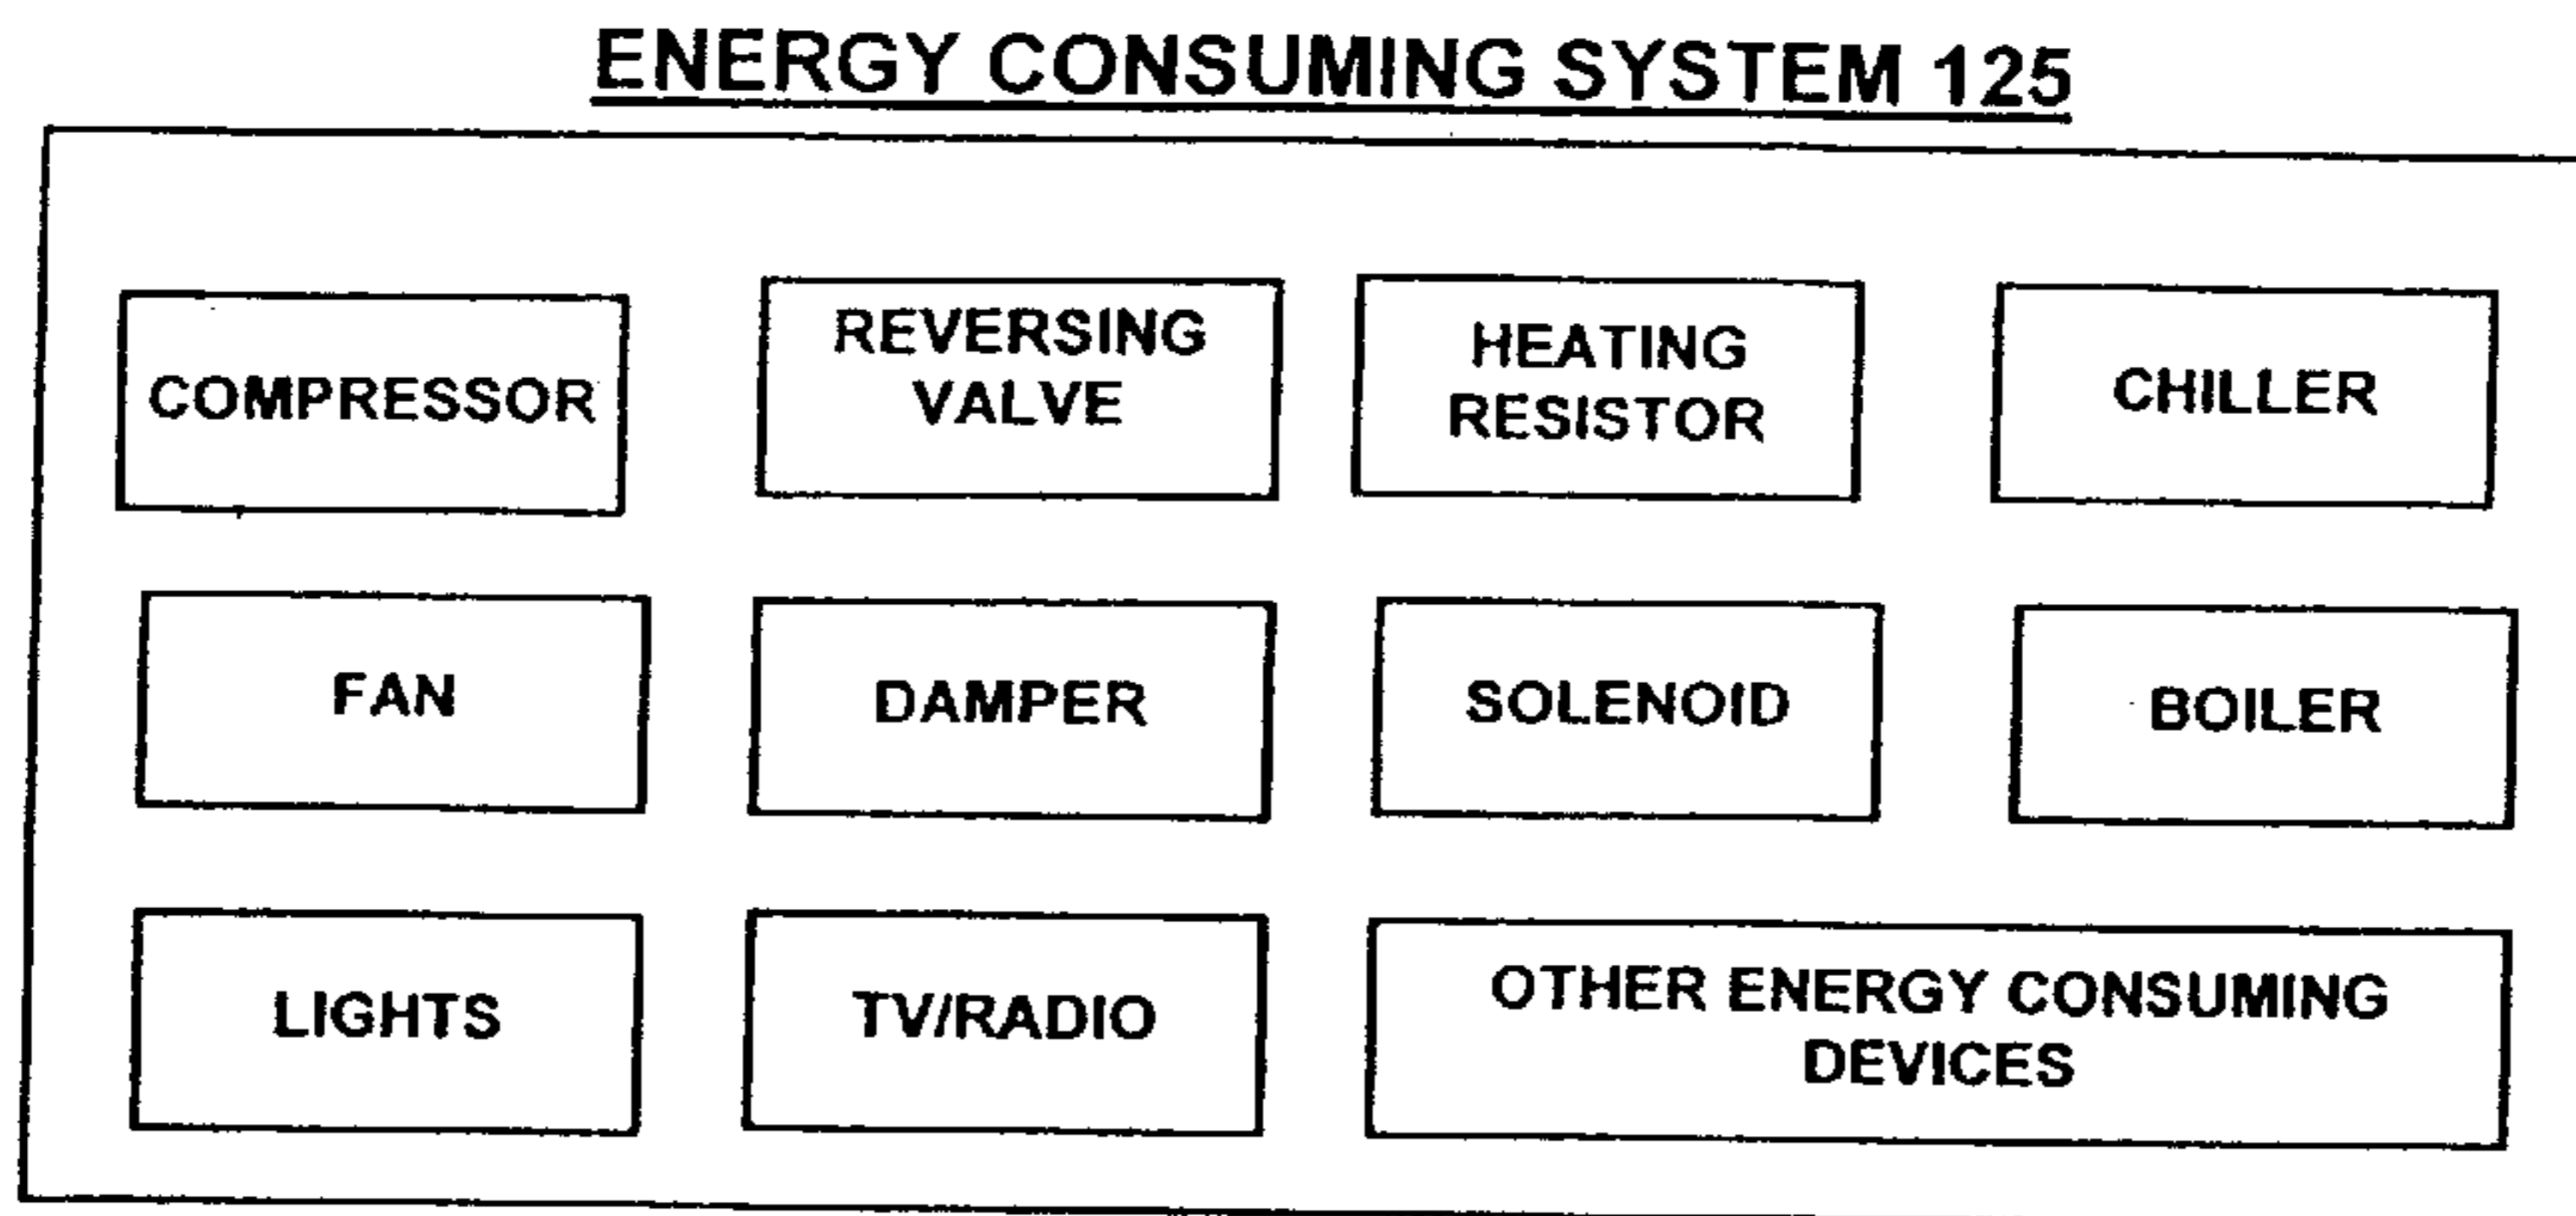 ENERGY CONSUMING SYSTEM 125
COMPRESSOR
REVERSING
VALVE
HEATING
RESISTOR
CHILLER
FAN
DAMPER
SOLENOID
BOILER
LIGHTS
TV/RADIO
OTHER ENERGY CONSUMING
DEVICES